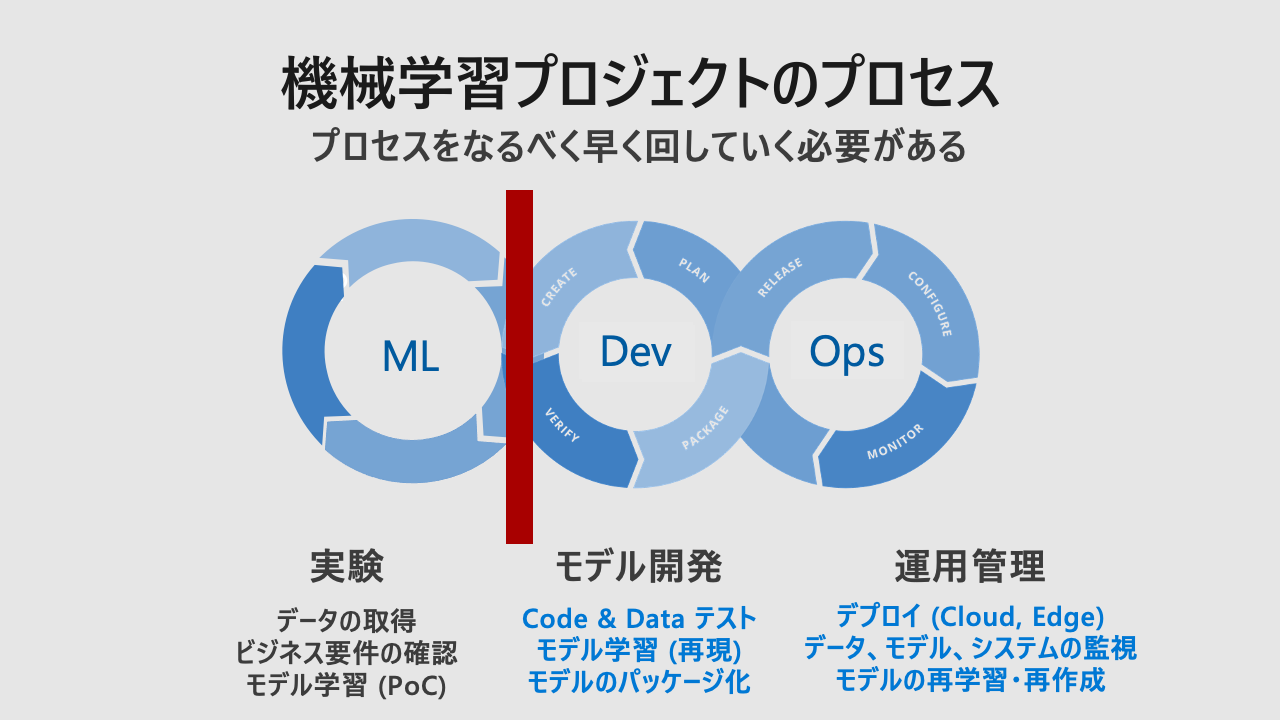 機械学習プロジェクトのプロセス
プロセスをなるべく早く回していく必要がある
ML
Dev
Ops
CREATE
PLAN
VERIFY
PACKAGE
RELEASE
CONFIGURE
MONITOR
実験
データの取得
ビジネス要件の確認
モデル学習 (PoC)
モデル開発
Code & Data テスト
モデル学習 (再現)
モデルのパッケージ化
運用管理
デプロイ (Cloud, Edge)
データ、モデル、システムの監視
モデルの再学習・再作成